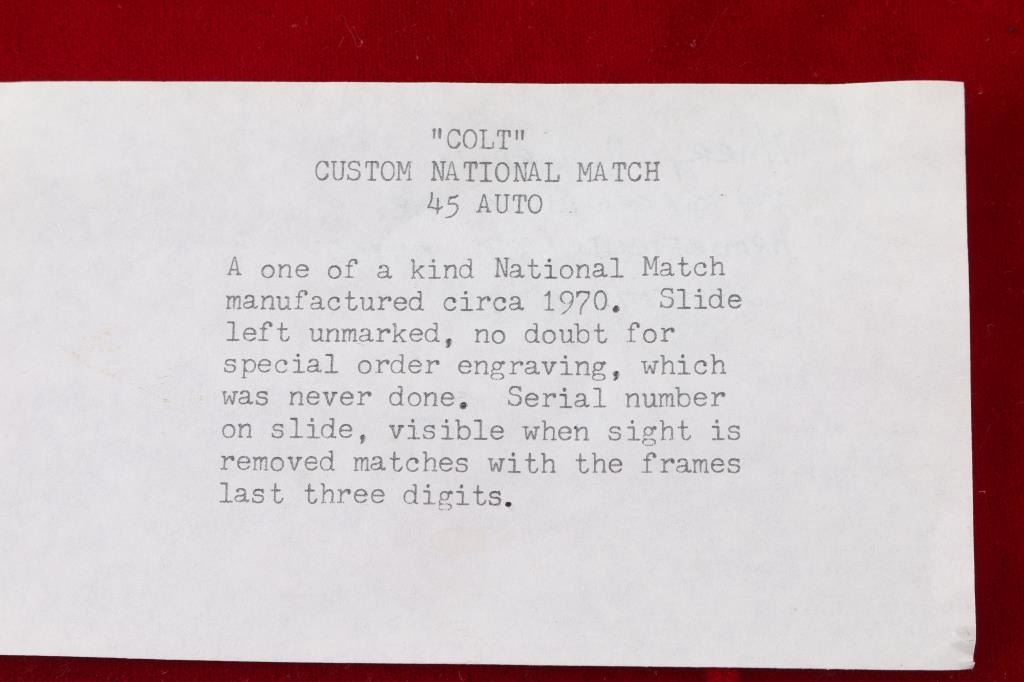 "COLT"
CUSTOM NATIONAL MATCH
45 AUTO
A one of a kind National Match
manufactured circa 1970. Slide
left unmarked, no doubt for
special order engraving, which
was never done. Serial number
on slide, visible when sight is
removed matches with the frames
last three digits.